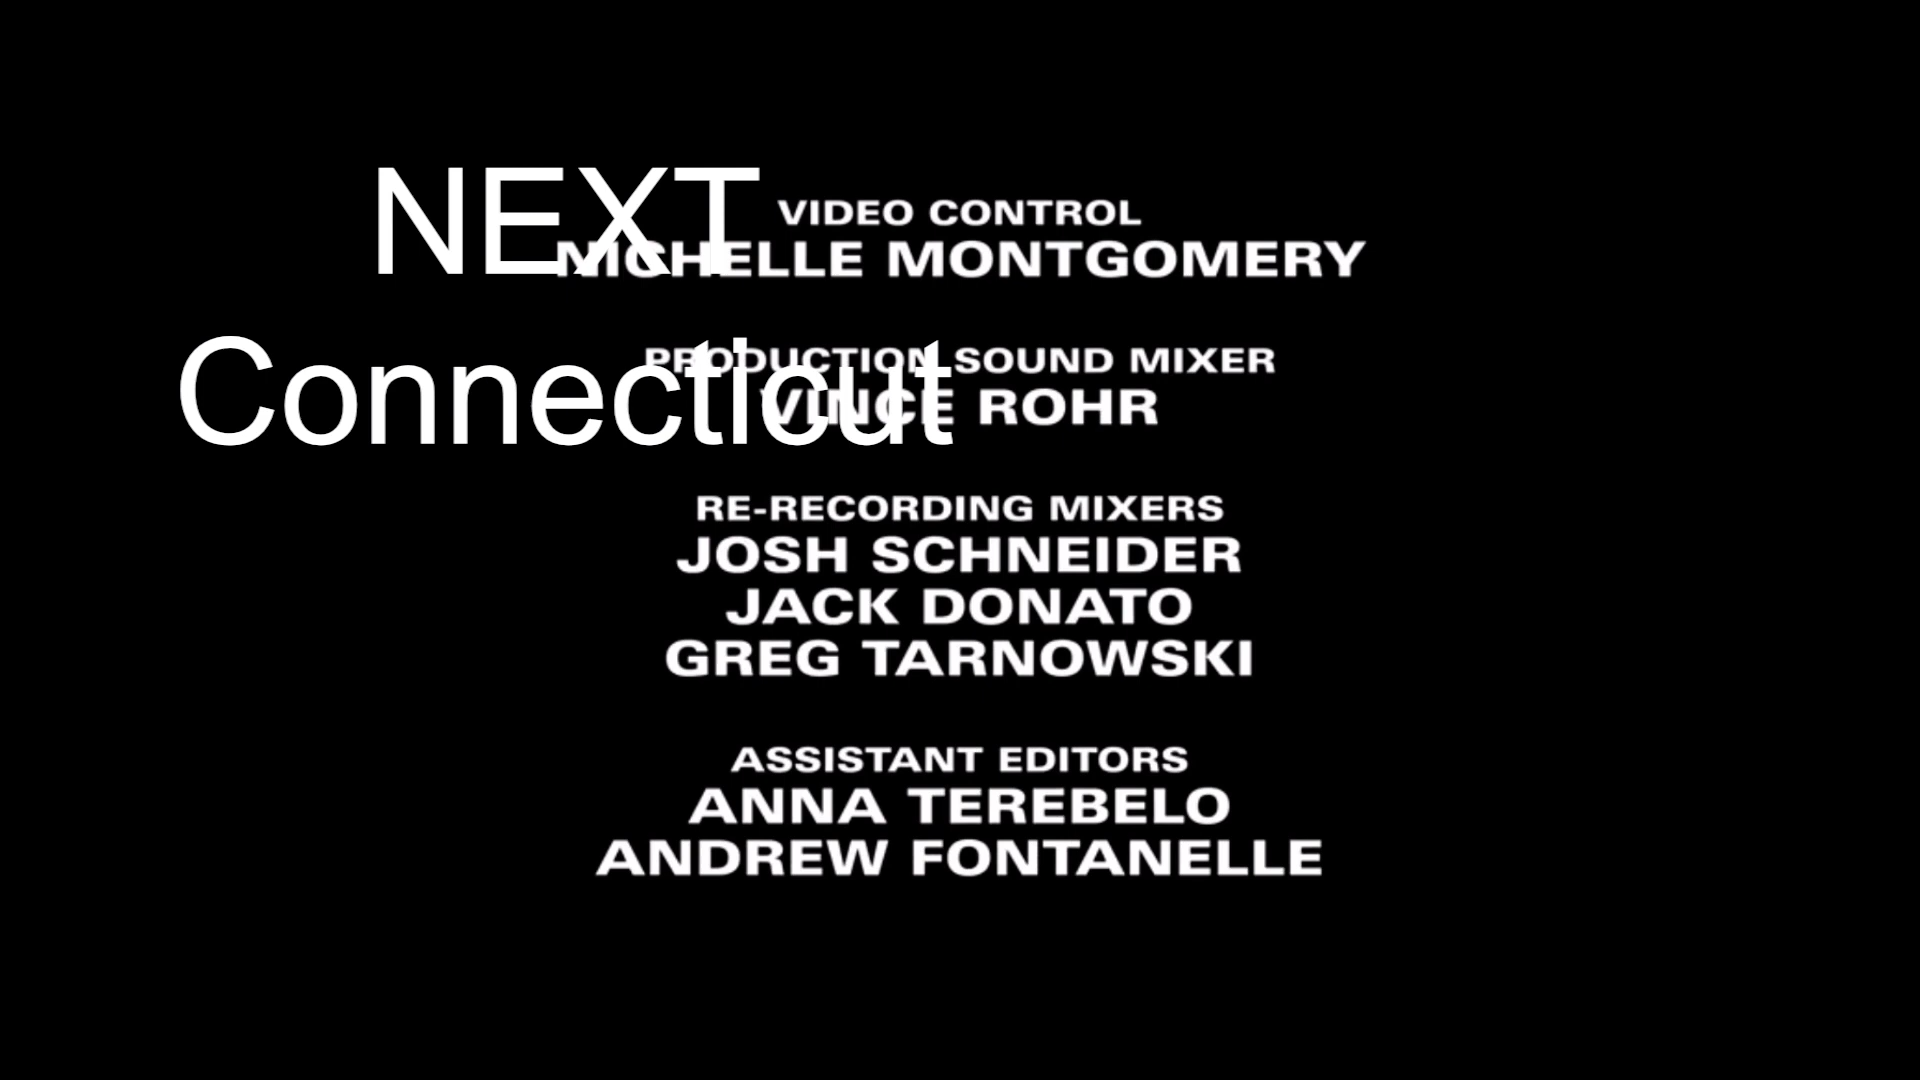 NEXT
Connecticut
VIDEO CONTROL
MICHELLE MONTGOMERY
PRODUCTION SOUND MIXER
VINCE ROHR
RE-RECORDING MIXERS
JOSH SCHNEIDER
JACK DONATO
GREG TARNOWSKI
ASSISTANT EDITORS
ANNA TEREBELO
ANDREW FONTANELLE